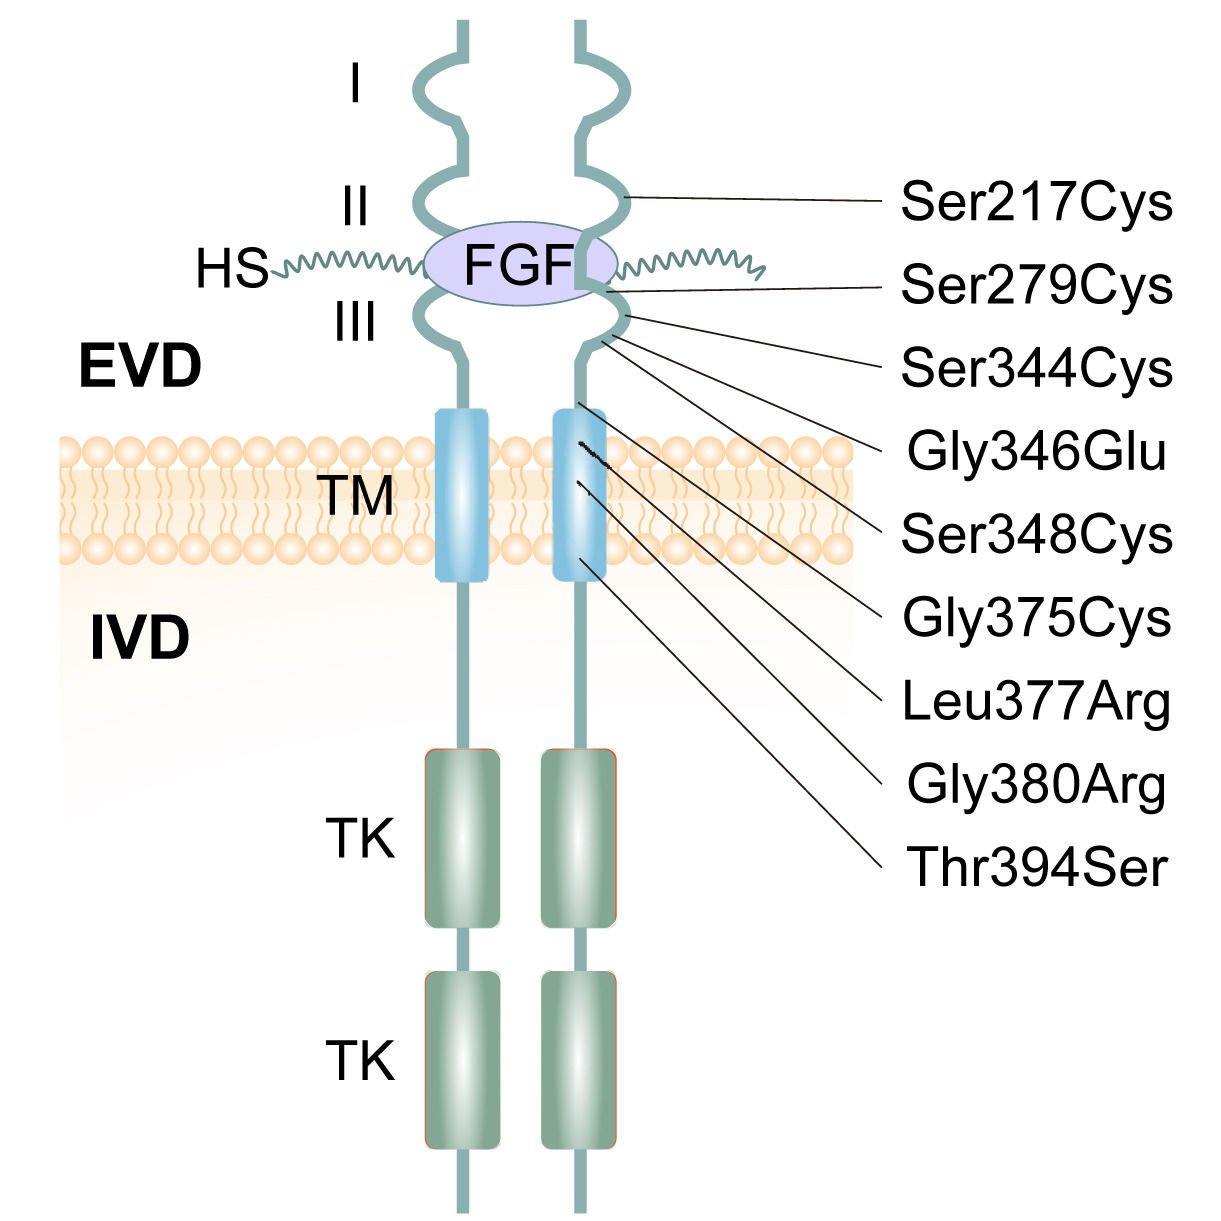 I
II
HS
FGF
III
EVD
TM
IVD
TK
TK
Ser217Cys
Ser279Cys
Ser344Cys
Gly346Glu
Ser348Cys
Gly375Cys
Leu377Arg
Gly380Arg
Thr394Ser